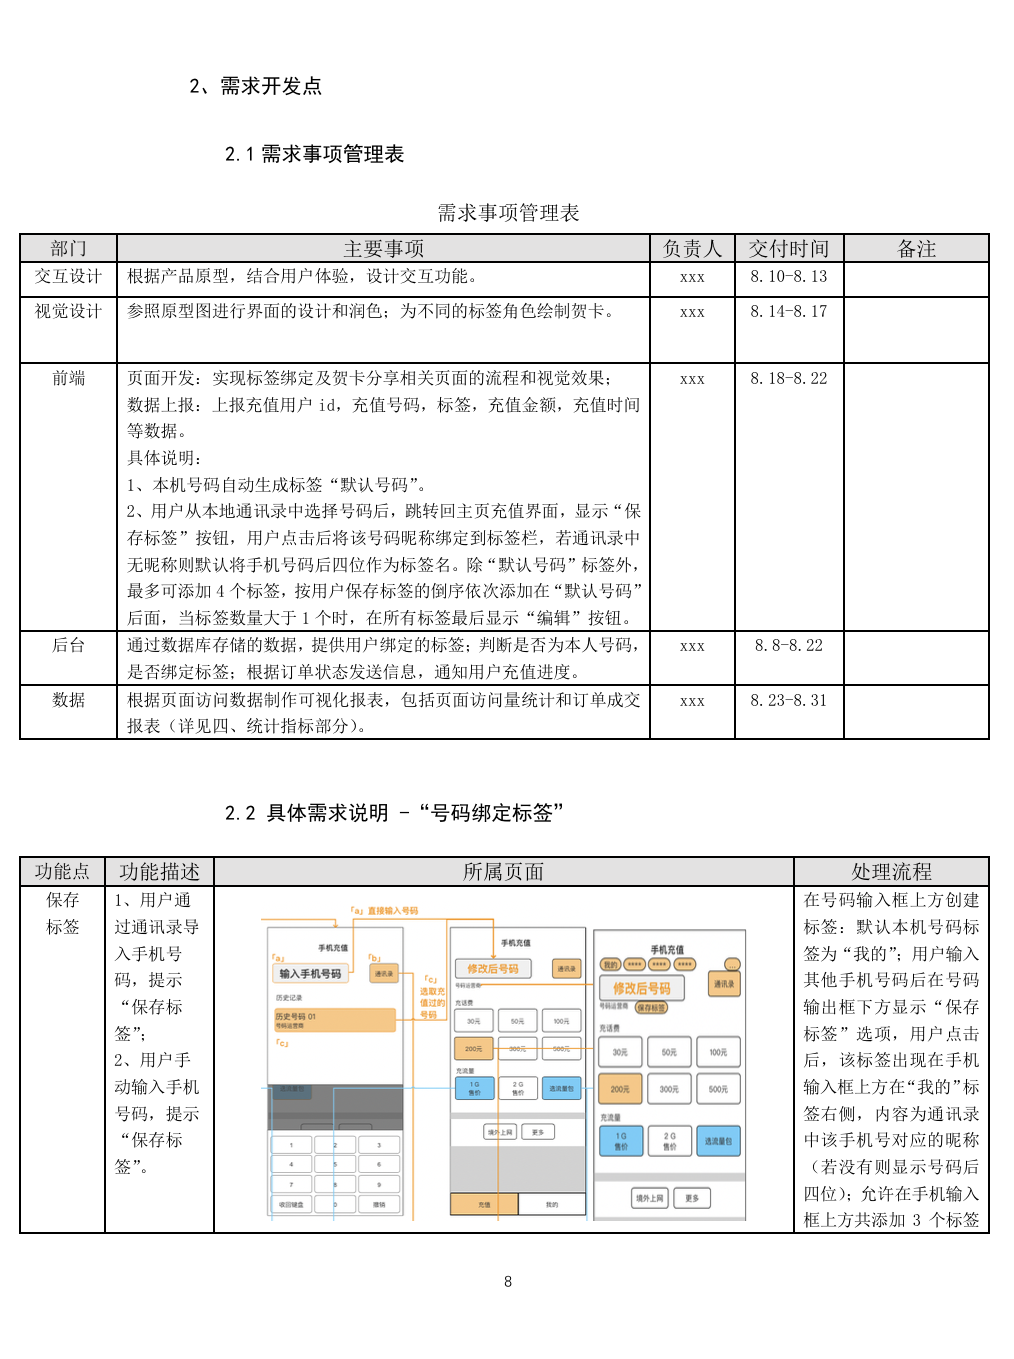 2、需求开发点
2.1 需求事项管理表
需求事项管理表
部门 主要事项 负责人 交付时间 备注
交互设计 根据产品原型，结合用户体验，设计交互功能。 xxx 8.10-8.13
视觉设计 参照原型图进行界面的设计和润色；为不同的标签角色绘制贺卡。 xxx 8.14-8.17
前端 页面开发：实现标签绑定及贺卡分享相关页面的流程和视觉效果； xxx 8.18-8.22
数据上报：上报充值用户 id，充值号码，标签，充值金额，充值时间
等数据。
具体说明：
1、本机号码自动生成标签“默认号码”。
2、用户从本地通讯录中选择号码后，跳转回主页充值界面，显示“保
存标签”按钮，用户点击后将该号码昵称绑定到标签栏，若通讯录中
无昵称则默认将手机号码后四位作为标签名。除“默认号码”标签外，
最多可添加 4 个标签，按用户保存标签的倒序依次添加在“默认号码”
后面，当标签数量大于 1 个时，在所有标签最后显示“编辑”按钮。
后台 通过数据库存储的数据，提供用户绑定的标签；判断是否为本人号码， xxx 8.8-8.22
是否绑定标签；根据订单状态发送信息，通知用户充值进度。
数据 根据页面访问数据制作可视化报表，包括页面访问量统计和订单成交 xxx 8.23-8.31
报表（详见四、统计指标部分）。
2.2 具体需求说明 -“号码绑定标签”
功能点 功能描述 所属页面 处理流程
保存
标签
1、用户通
过通讯录导
入手机号
码，提示
“保存标
签”；
2、用户手
动输入手机
号码，提示
“保存标
签”。
「a」直接输入号码
手机充值
「a」 「b」
输入手机号码 通讯录
历史记录
历史号码 01
号码运营商
「c」
「c」
选取充
值过的
号码
选流量包
1 2 3
4 5 6
7 8 9
收回键盘 0 撤销
手机充值
修改后号码 通讯录
号码运营商
充话费
30元 50元 100元
200元 300元 500元
充流量
1 G 售价 2 G 售价 选流量包
境外上网 更多
充值 我的
手机充值
我的 **** **** **** ...
修改后号码 通讯录
号码运营商 保存标签
充话费
30元 50元 100元
200元 300元 500元
充流量
1 G 售价 2 G 售价 选流量包
境外上网 更多
在号码输入框上方创建
标签：默认本机号码标
签为“我的”；用户输入
其他手机号码后在号码
输出框下方显示“保存
标签”选项，用户点击
后，该标签出现在手机
输入框上方在“我的”标
签右侧，内容为通讯录
中该手机号对应的昵称
（若没有则显示号码后
四位）；允许在手机输入
框上方共添加 3 个标签
8